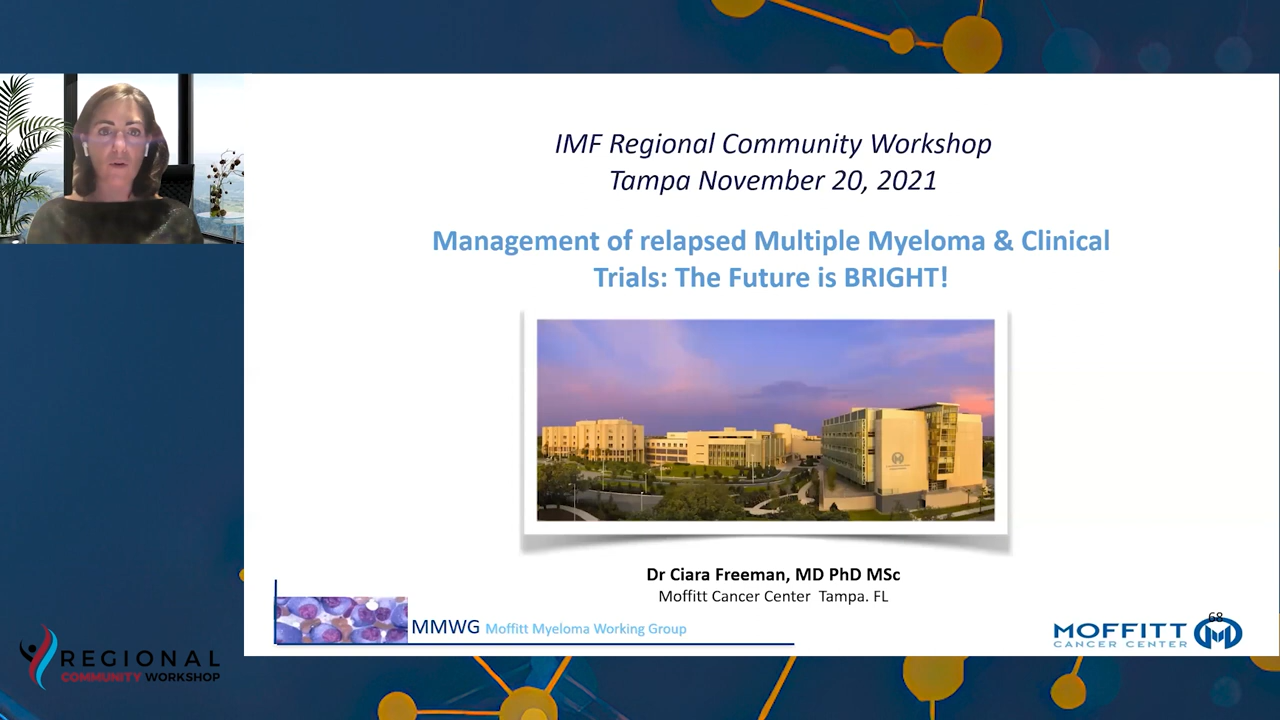 IMF Regional Community Workshop
Tampa November 20, 2021
Management of relapsed Multiple Myeloma & Clinical
Trials: The Future is BRIGHT!
Dr Ciara Freeman, MD PhD MSc
Moffitt Cancer Center Tampa. FL
MMWG Moffitt Myeloma Working Group
68
MOFFITT
CANCER CENTER
REGIONAL
COMMUNITY WORKSHOP